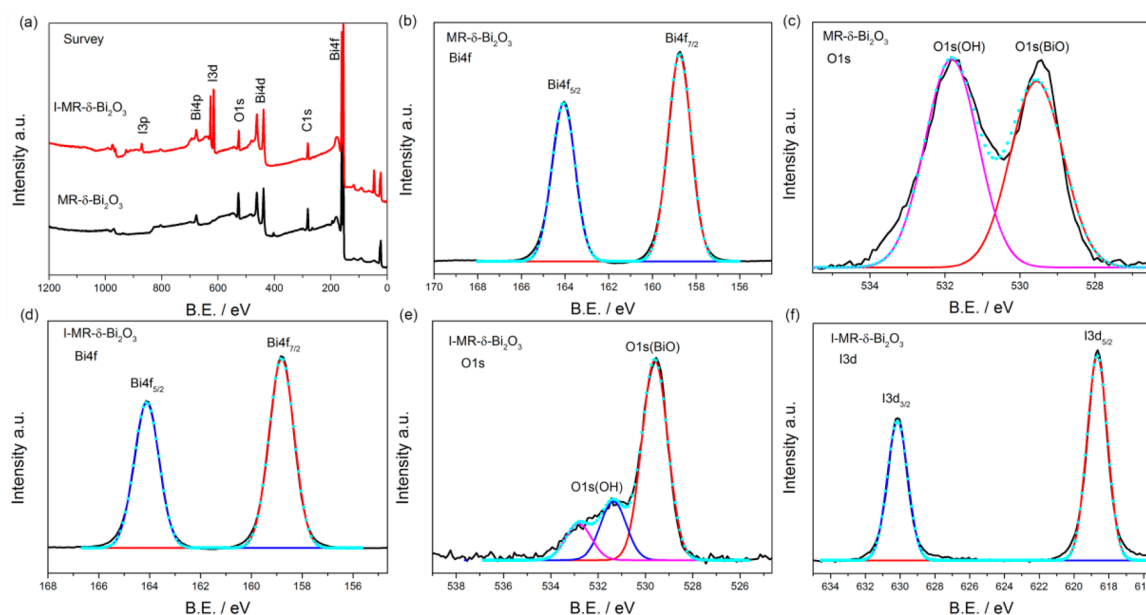 (a)
Survey
I-MR-δ-Bi₂O₃
MR-δ-Bi₂O₃
I3p
Bi4p
I3d
O1s
Bi4d
C1s
Bi4f
Intensity a.u.
1200 1000 800 600 400 200 0
B.E. / eV
(b)
MR-δ-Bi₂O₃
Bi4f
Bi4f₅/₂
Bi4f₇/₂
Intensity a.u.
170 168 166 164 162 160 158 156 154
B.E. / eV
(c)
MR-δ-Bi₂O₃
O1s
O1s(OH)
O1s(BiO)
Intensity a.u.
534 532 530 528
B.E. / eV
(d)
I-MR-δ-Bi₂O₃
Bi4f
Bi4f₅/₂
Bi4f₇/₂
Intensity a.u.
168 166 164 162 160 158 156
B.E. / eV
(e)
I-MR-δ-Bi₂O₃
O1s
O1s(OH)
O1s(BiO)
Intensity a.u.
538 536 534 532 530 528 526
B.E. / eV
(f)
I-MR-δ-Bi₂O₃
I3d
I3d₃/₂
I3d₅/₂
Intensity a.u.
634 632 630 628 626 624 622 620 618
B.E. / eV